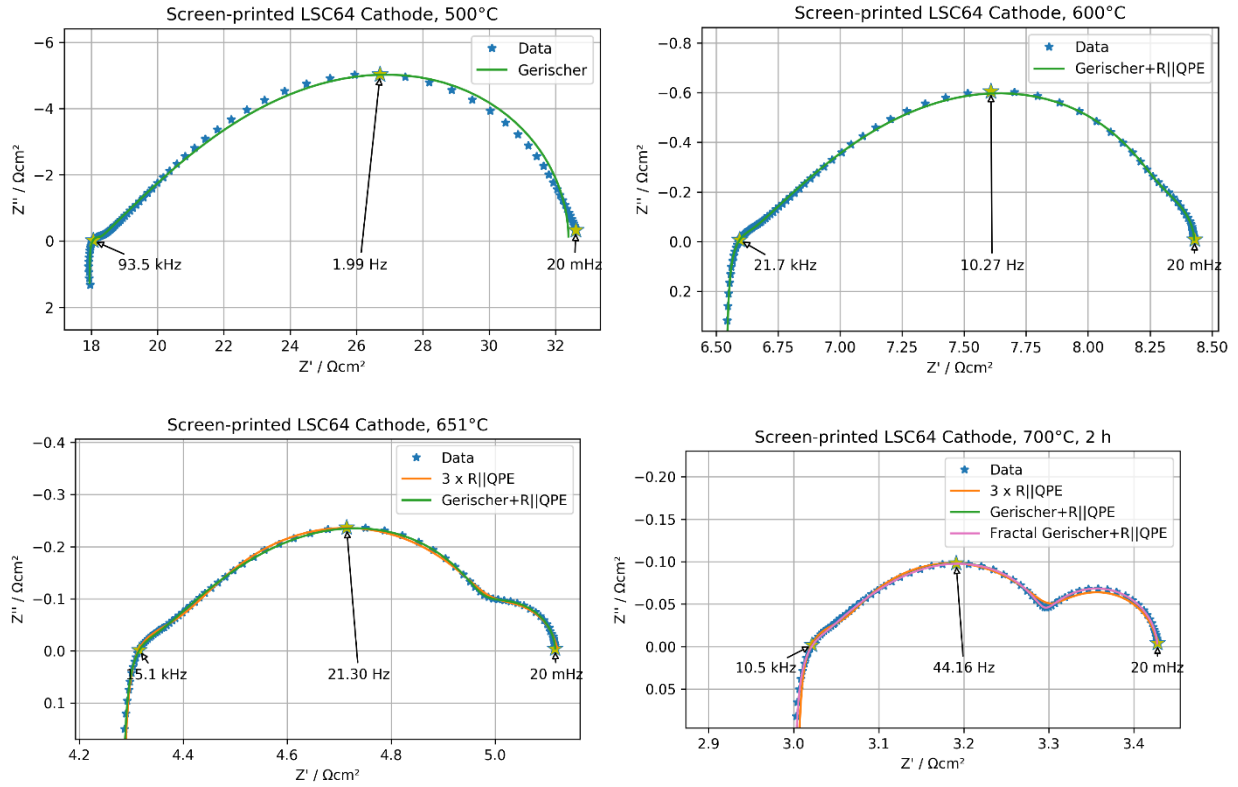 Screen-printed LSC64 Cathode, 500°C
Data
Gerischer
−6
−4
−2
0
2
Z'' / Ωcm²
93.5 kHz
1.99 Hz
20 mHz
18
20
22
24
26
28
30
32
Z' / Ωcm²
Screen-printed LSC64 Cathode, 600°C
Data
Gerischer+R||QPE
−0.8
−0.6
−0.4
−0.2
0.0
0.2
Z'' / Ωcm²
21.7 kHz
10.27 Hz
20 mHz
6.50
6.75
7.00
7.25
7.50
7.75
8.00
8.25
8.50
Z' / Ωcm²
Screen-printed LSC64 Cathode, 651°C
Data
3 x R||QPE
Gerischer+R||QPE
−0.4
−0.3
−0.2
−0.1
0.0
0.1
Z'' / Ωcm²
15.1 kHz
21.30 Hz
20 mHz
4.2
4.4
4.6
4.8
5.0
Z' / Ωcm²
Screen-printed LSC64 Cathode, 700°C, 2 h
Data
3 x R||QPE
Gerischer+R||QPE
Fractal Gerischer+R||QPE
−0.20
−0.15
−0.10
−0.05
0.00
0.05
Z'' / Ωcm²
10.5 kHz
44.16 Hz
20 mHz
2.9
3.0
3.1
3.2
3.3
3.4
Z' / Ωcm²